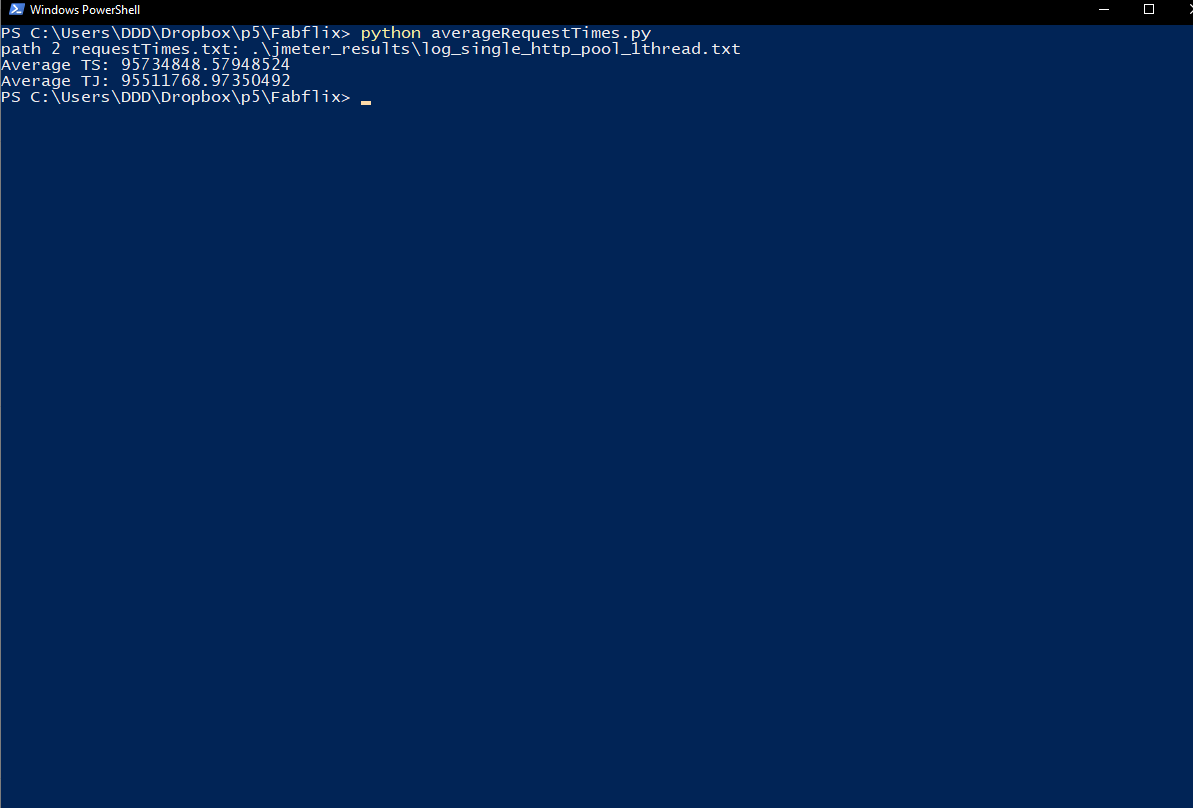 Windows PowerShell
PS C:\Users\DDD\Dropbox\p5\Fabflix> python averageRequestTimes.py
path 2 requestTimes.txt: .\jmeter_results\log_single_http_pool_1thread.txt
Average TS: 95734848.57948524
Average TJ: 95511768.97350492
PS C:\Users\DDD\Dropbox\p5\Fabflix>